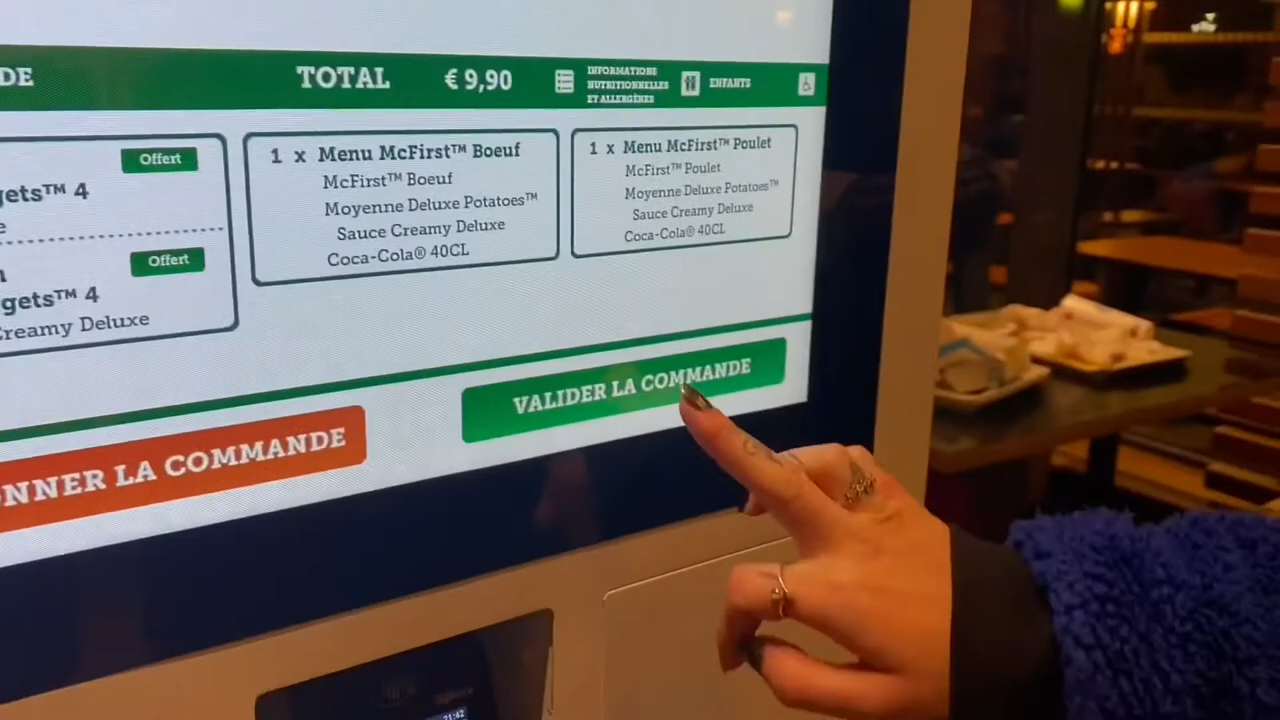 DE
TOTAL
€ 9,90
INFORMATIONS
NUTRITIONNELLES
ET ALLERGÈNES
ENFANTS
Offert
gets™ 4
e
Offert
gets™ 4
Creamy Deluxe
1 x Menu McFirst™ Boeuf
McFirst™ Boeuf
Moyenne Deluxe Potatoes™
Sauce Creamy Deluxe
Coca-Cola® 40CL
1 x Menu McFirst™ Poulet
McFirst™ Poulet
Moyenne Deluxe Potatoes™
Sauce Creamy Deluxe
Coca-Cola® 40CL
NNER LA COMMANDE
VALIDER LA COMMANDE
21:42